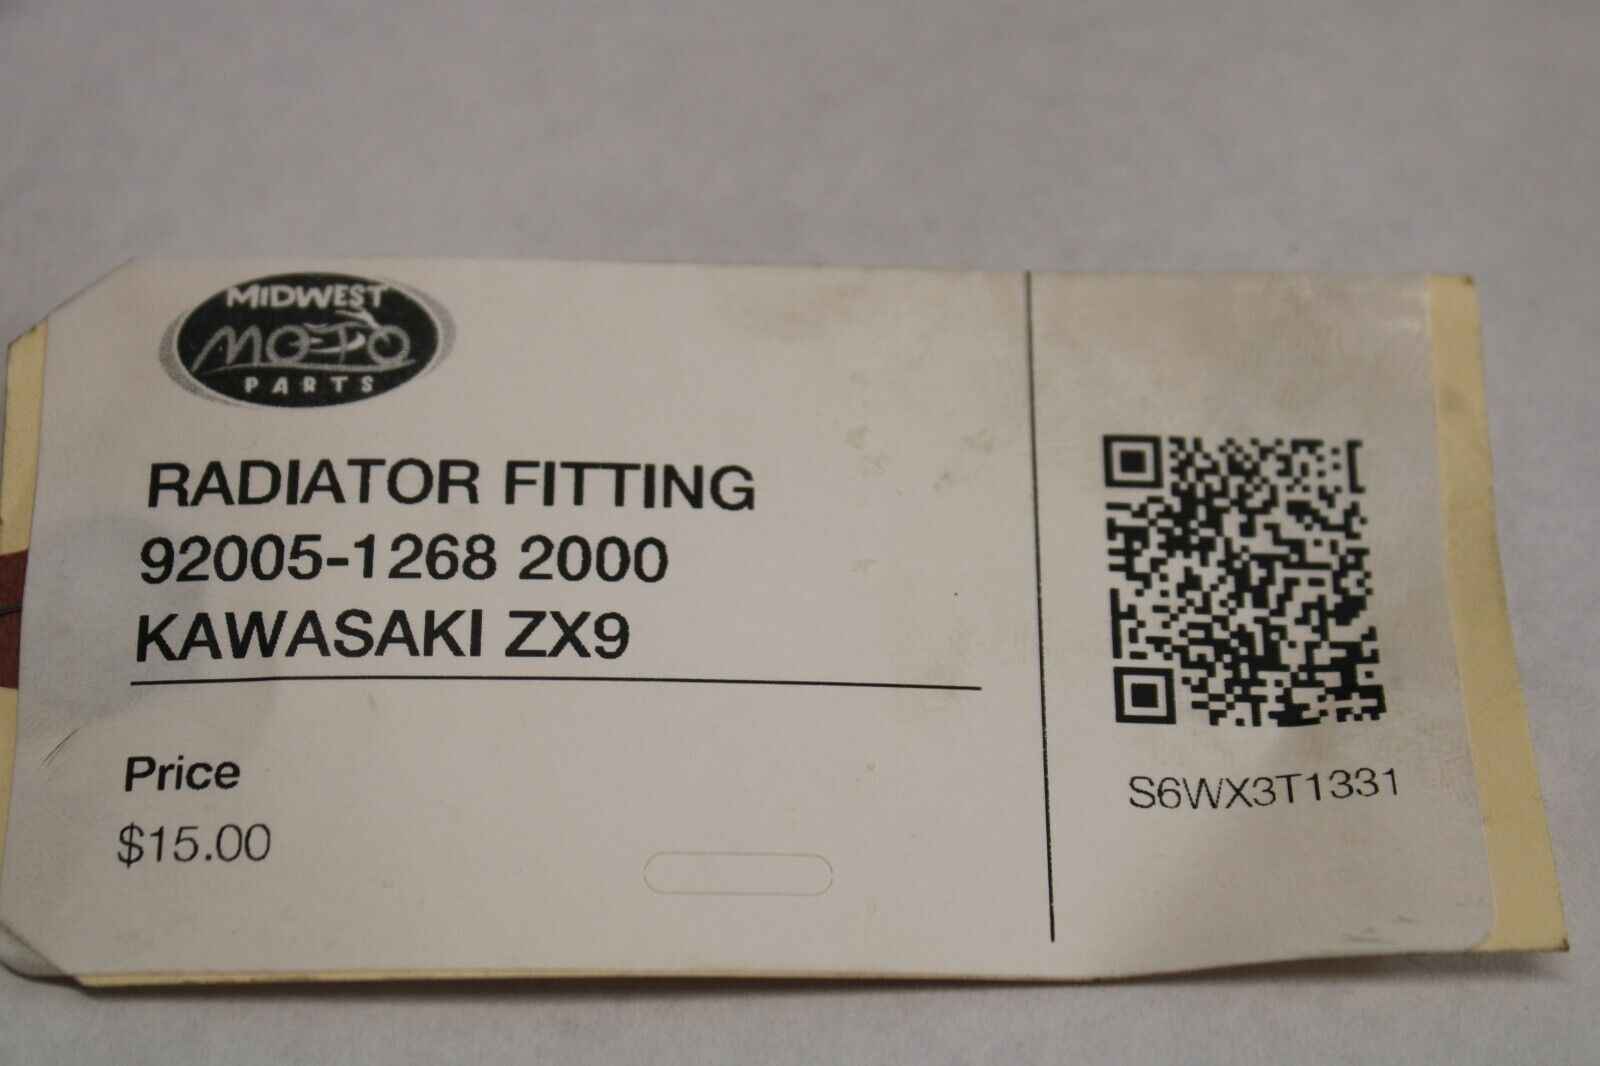 MIDWEST
MOTO
PARTS
RADIATOR FITTING
92005-1268 2000
KAWASAKI ZX9
Price
$15.00
S6WX3T1331